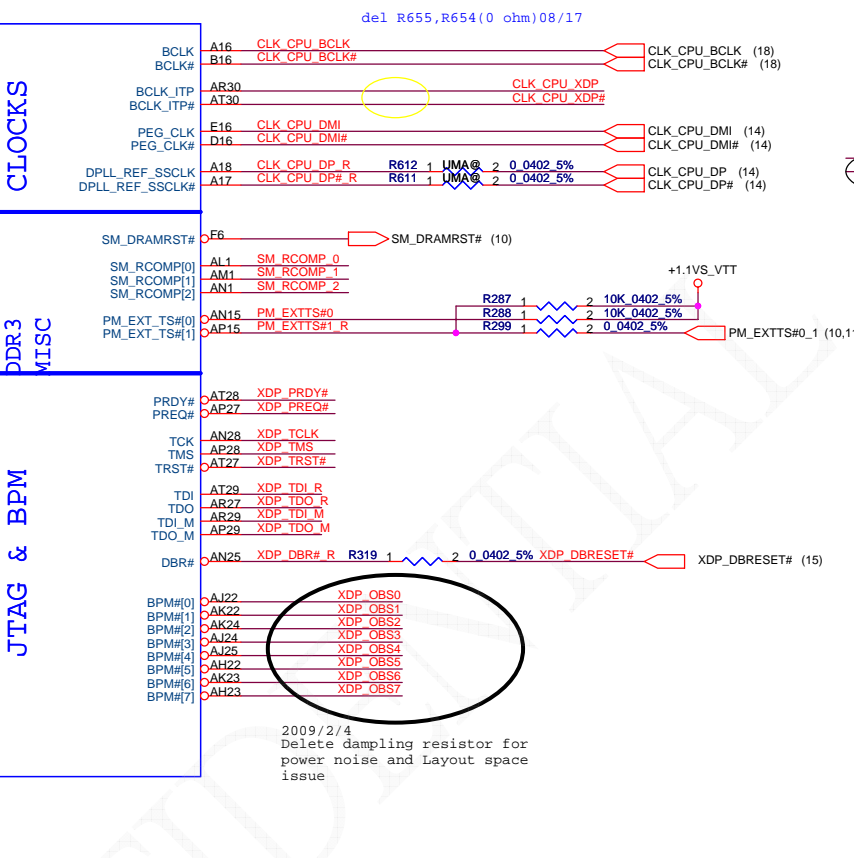 del R655,R654(0 ohm)08/17
CLOCKS
BCLK A16 CLK_CPU_BCLK CLK_CPU_BCLK (18)
BCLK# B16 CLK_CPU_BCLK# CLK_CPU_BCLK# (18)
BCLK_ITP AR30 CLK_CPU_XDP
BCLK_ITP# AT30 CLK_CPU_XDP#
PEG_CLK E16 CLK_CPU_DMI CLK_CPU_DMI (14)
PEG_CLK# D16 CLK_CPU_DMI# CLK_CPU_DMI# (14)
DPLL_REF_SSCLK A18 CLK_CPU_DP_R R612 1 UMA@ 2 0_0402_5% CLK_CPU_DP (14)
DPLL_REF_SSCLK# A17 CLK_CPU_DP#_R R611 1 UMA@ 2 0_0402_5% CLK_CPU_DP# (14)
DDR3
MISC
SM_DRAMRST# F6 SM_DRAMRST# (10)
SM_RCOMP[0] AL1 SM_RCOMP_0
SM_RCOMP[1] AM1 SM_RCOMP_1
SM_RCOMP[2] AN1 SM_RCOMP_2
+1.1VS_VTT
R287 1 2 10K_0402_5%
PM_EXT_TS#[0] AN15 PM_EXTTS#0 R288 1 2 10K_0402_5%
PM_EXT_TS#[1] AP15 PM_EXTTS#1_R R299 1 2 0_0402_5% PM_EXTTS#0_1 (10,11
JTAG & BPM
PRDY# AT28 XDP_PRDY#
PREQ# AP27 XDP_PREQ#
TCK AN28 XDP_TCLK
TMS AP28 XDP_TMS
TRST# AT27 XDP_TRST#
TDI AT29 XDP_TDI_R
TDO AR27 XDP_TDO_R
TDI_M AR29 XDP_TDI_M
TDO_M AP29 XDP_TDO_M
DBR# AN25 XDP_DBR#_R R319 1 2 0_0402_5% XDP_DBRESET# XDP_DBRESET# (15)
BPM#[0] AJ22 XDP_OBS0
BPM#[1] AK22 XDP_OBS1
BPM#[2] AK24 XDP_OBS2
BPM#[3] AJ24 XDP_OBS3
BPM#[4] AJ25 XDP_OBS4
BPM#[5] AH22 XDP_OBS5
BPM#[6] AK23 XDP_OBS6
BPM#[7] AH23 XDP_OBS7
2009/2/4
Delete dampling resistor for
power noise and Layout space
issue